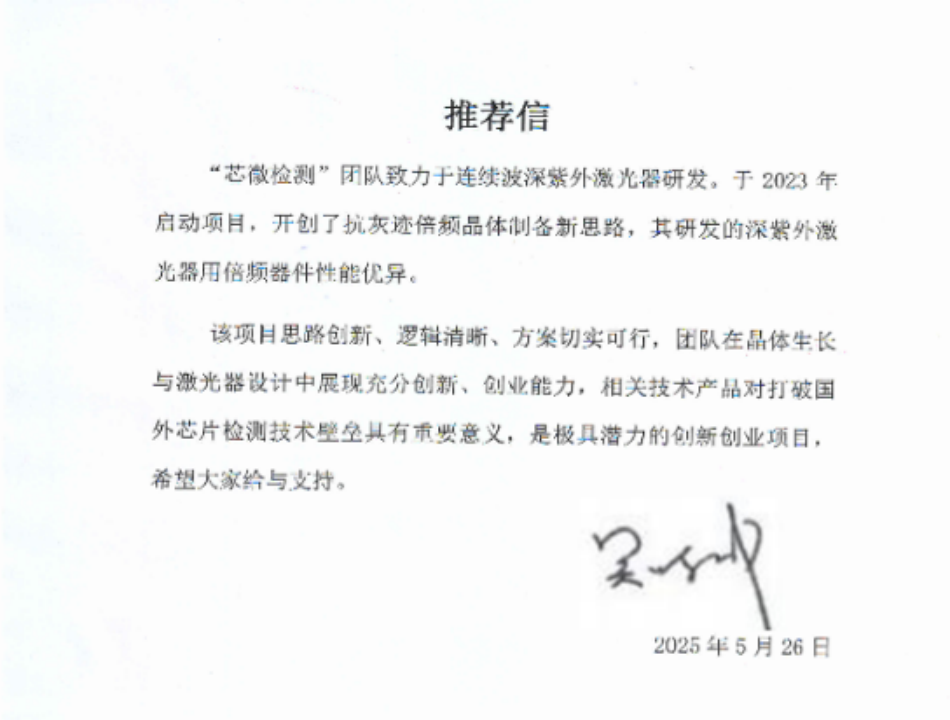 推荐信
“芯微检测”团队致力于连续波深紫外激光器研发。于 2023 年
启动项目，开创了抗灰迹倍频晶体制备新思路，其研发的深紫外激
光器用倍频器件性能优异。
该项目思路创新、逻辑清晰、方案切实可行，团队在晶体生长
与激光器设计中展现充分创新、创业能力，相关技术产品对打破国
外芯片检测技术壁垒具有重要意义，是极具潜力的创新创业项目，
希望大家给与支持。
2025 年 5 月 26 日